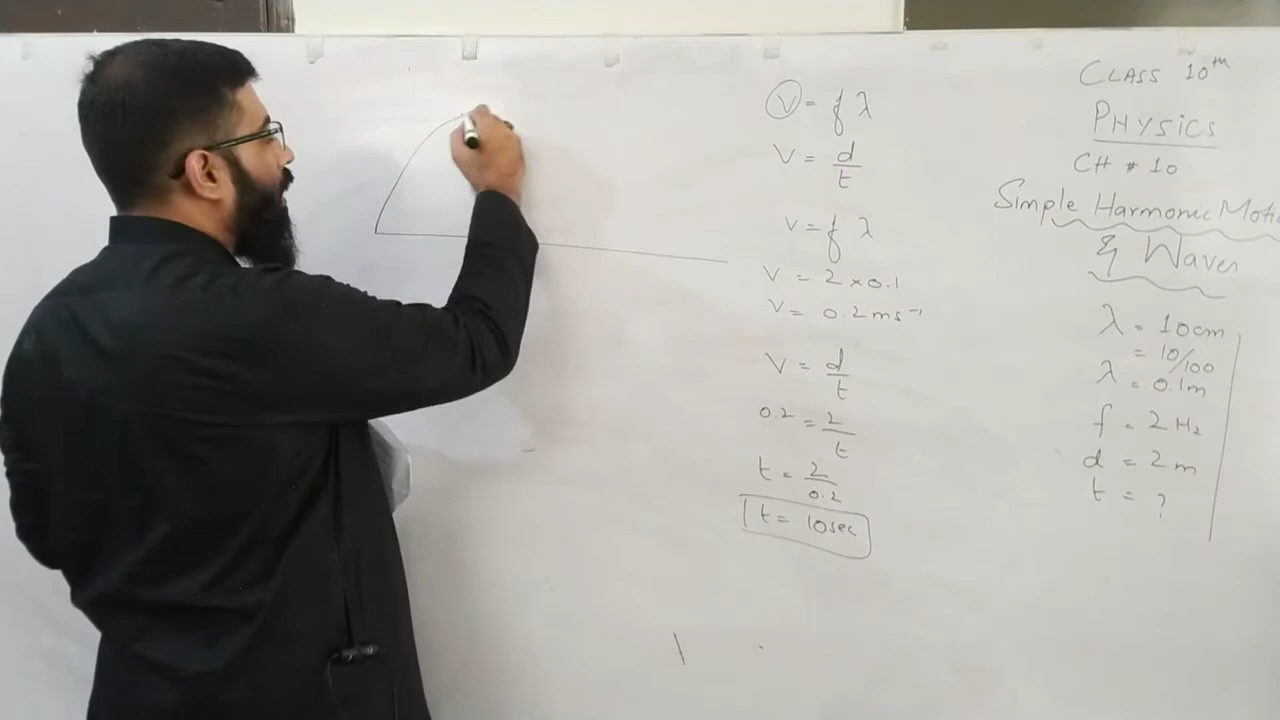 CLASS 10th
PHYSICS
CH # 10
Simple Harmonic Moti
& Waves
λ = 10cm
= 10/100
λ = 0.1m
f = 2 Hz
d = 2 m
t = ?
V = f λ
V = d/t
V = f λ
V = 2 × 0.1
V = 0.2 ms⁻¹
V = d/t
0.2 = 2/t
t = 2/0.2
t = 10sec